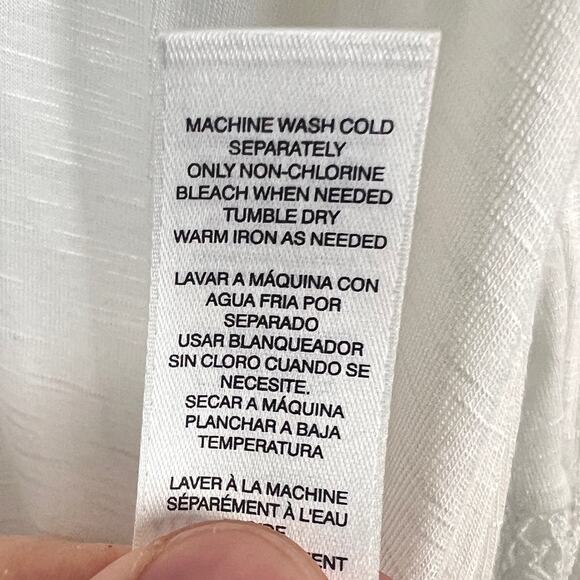 MACHINE WASH COLD
SEPARATELY
ONLY NON-CHLORINE
BLEACH WHEN NEEDED
TUMBLE DRY
WARM IRON AS NEEDED
LAVAR A MÁQUINA CON
AGUA FRIA POR
SEPARADO
USAR BLANQUEADOR
SIN CLORO CUANDO SE
NECESITE.
SECAR A MÁQUINA
PLANCHAR A BAJA
TEMPERATURA
LAVER À LA MACHINE
SÉPARÉMENT À L'EAU